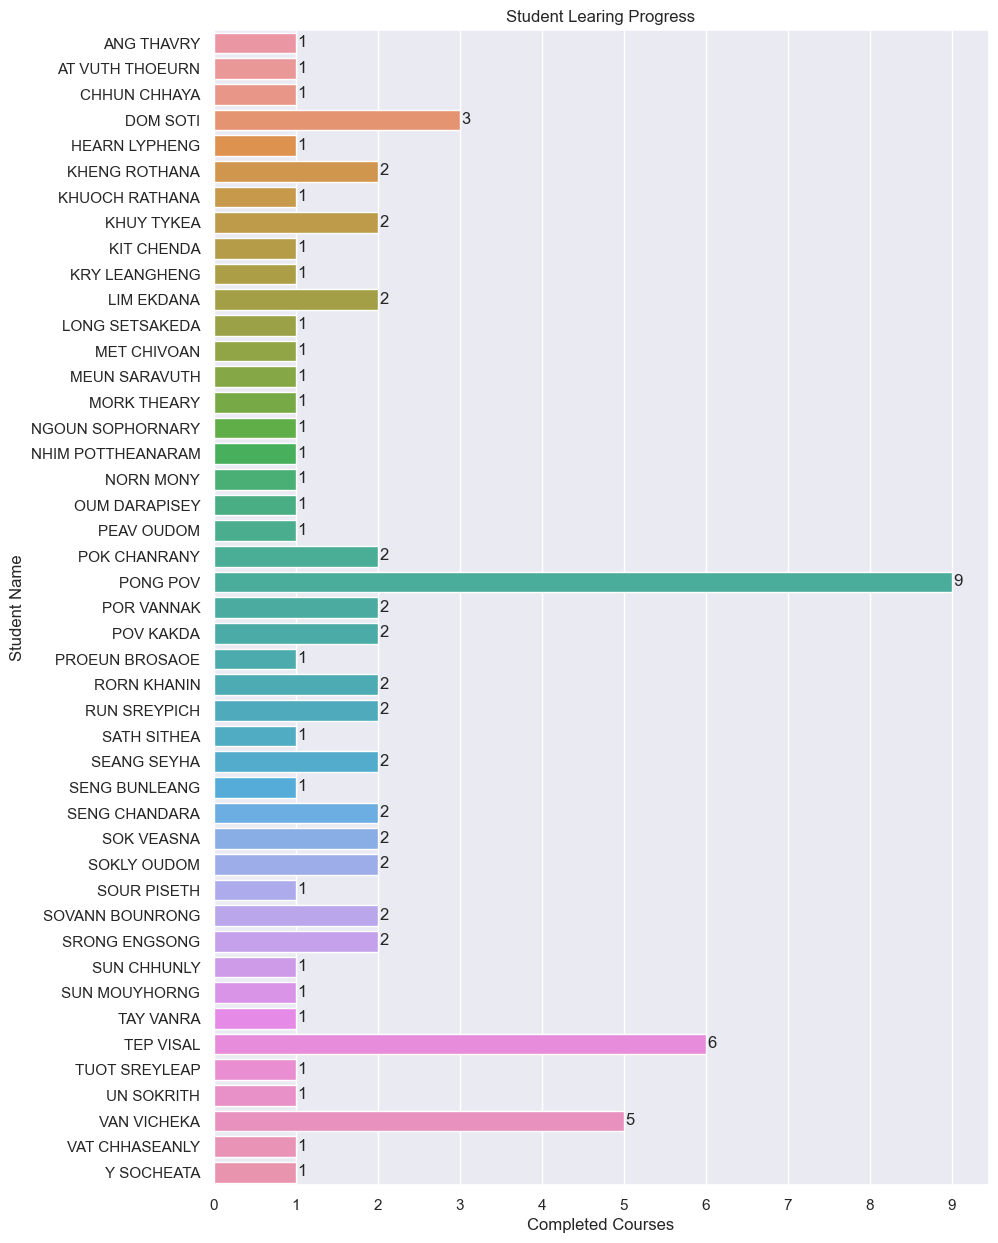 Student Learing Progress
ANG THAVRY 1
AT VUTH THOEURN 1
CHHUN CHHAYA 1
DOM SOTI 3
HEARN LYPHENG 1
KHENG ROTHANA 2
KHUOCH RATHANA 1
KHUY TYKEA 2
KIT CHENDA 1
KRY LEANGHENG 1
LIM EKDANA 2
LONG SETSAKEDA 1
MET CHIVOAN 1
MEUN SARAVUTH 1
MORK THEARY 1
NGOUN SOPHORNARY 1
NHIM POTTHEANARAM 1
NORN MONY 1
OUM DARAPISEY 1
PEAV OUDOM 1
POK CHANRANY 2
PONG POV 9
POR VANNAK 2
POV KAKDA 2
PROEUN BROSAOE 1
RORN KHANIN 2
RUN SREYPICH 2
SATH SITHEA 1
SEANG SEYHA 2
SENG BUNLEANG 1
SENG CHANDARA 2
SOK VEASNA 2
SOKLY OUDOM 2
SOUR PISETH 1
SOVANN BOUNRONG 2
SRONG ENGSONG 2
SUN CHHUNLY 1
SUN MOUYHORNG 1
TAY VANRA 1
TEP VISAL 6
TUOT SREYLEAP 1
UN SOKRITH 1
VAN VICHEKA 5
VAT CHHASEANLY 1
Y SOCHEATA 1
0 1 2 3 4 5 6 7 8 9
Completed Courses
Student Name